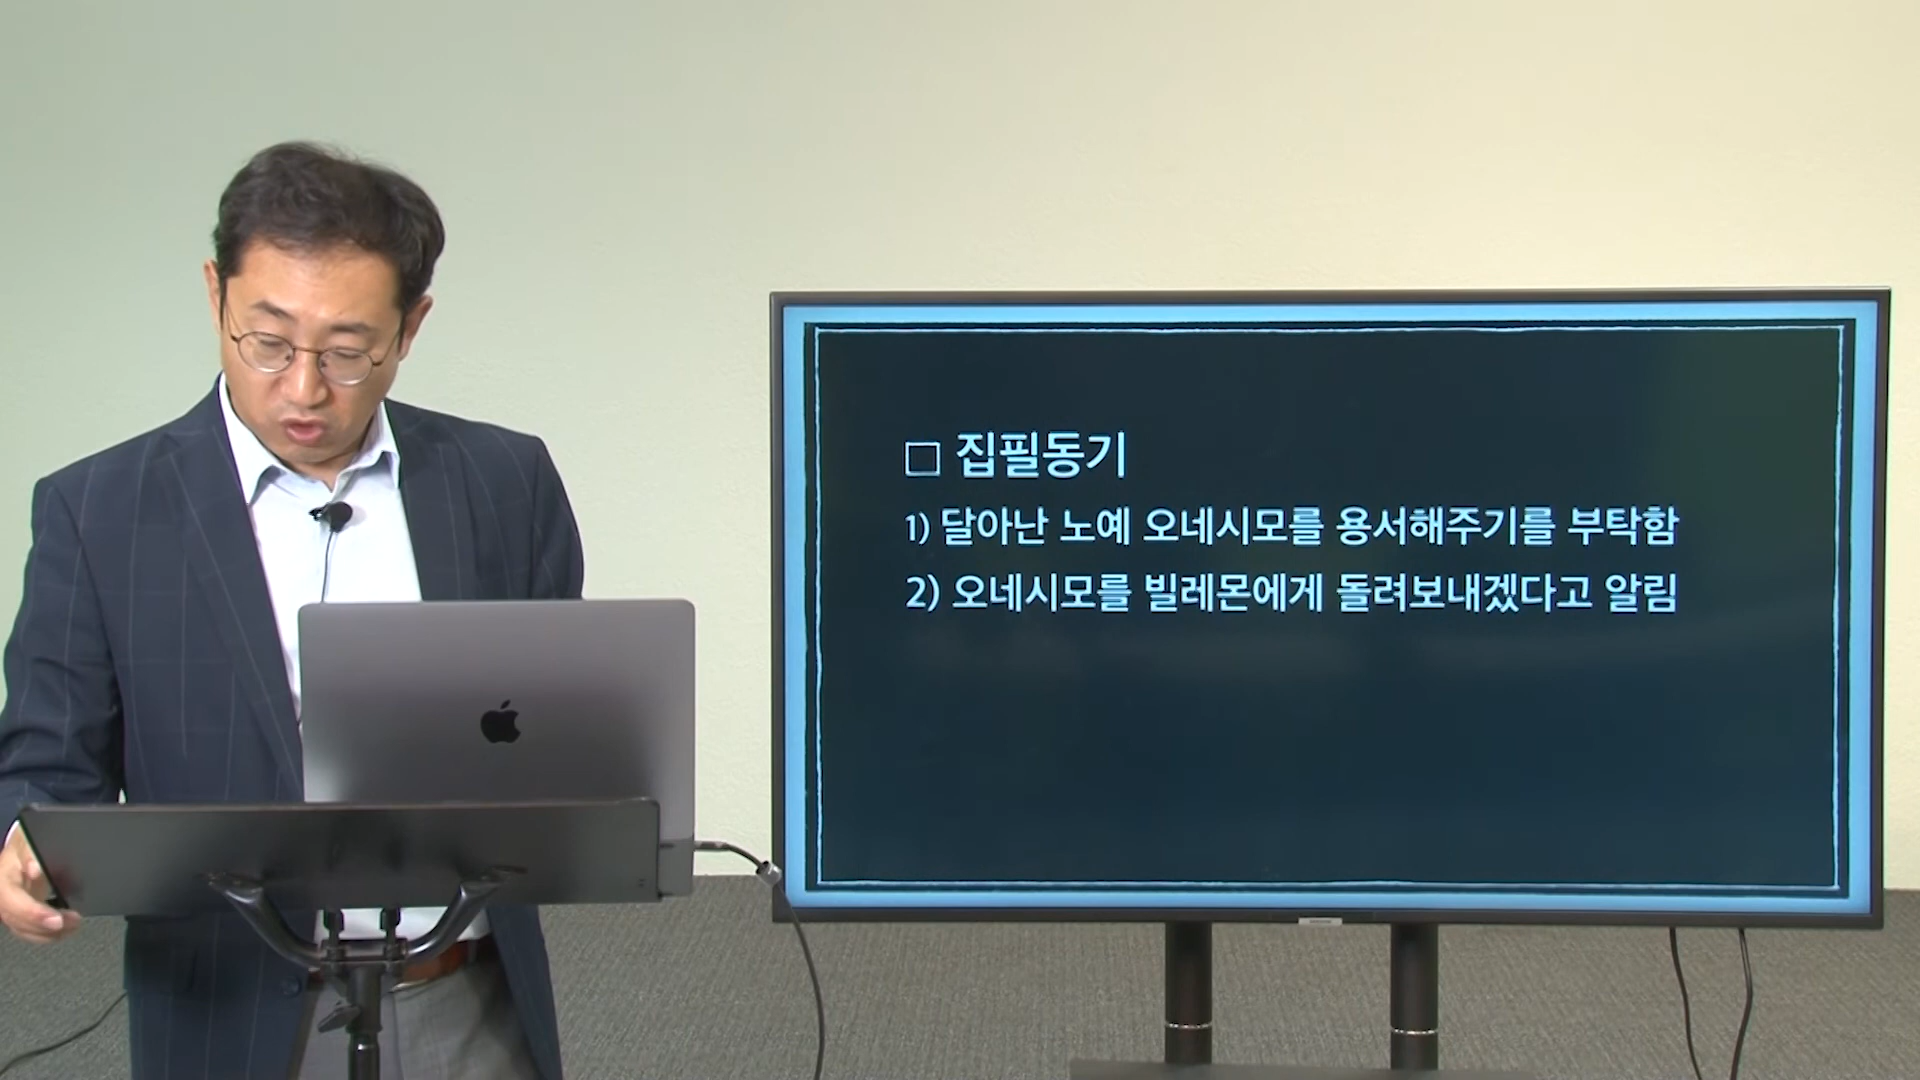 □ 집필동기
1) 달아난 노예 오네시모를 용서해주기를 부탁함
2) 오네시모를 빌레몬에게 돌려보내겠다고 알림